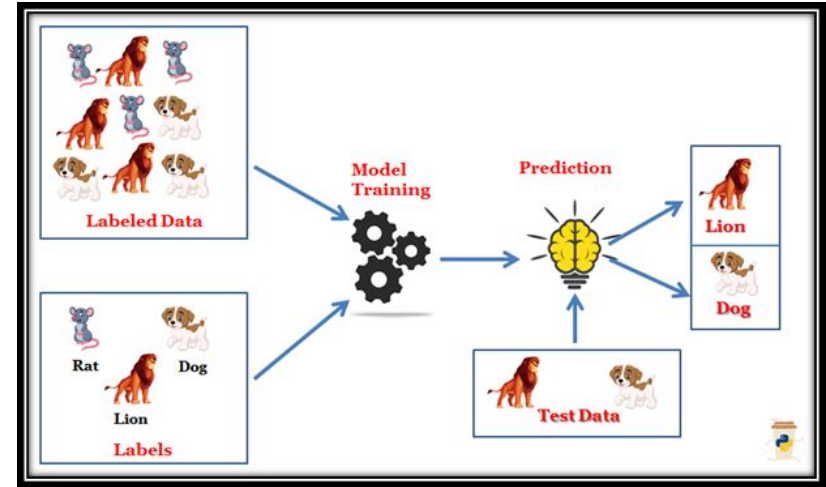 Labeled Data
Model
Training
Prediction
Lion
Dog
Rat
Dog
Lion
Labels
Test Data